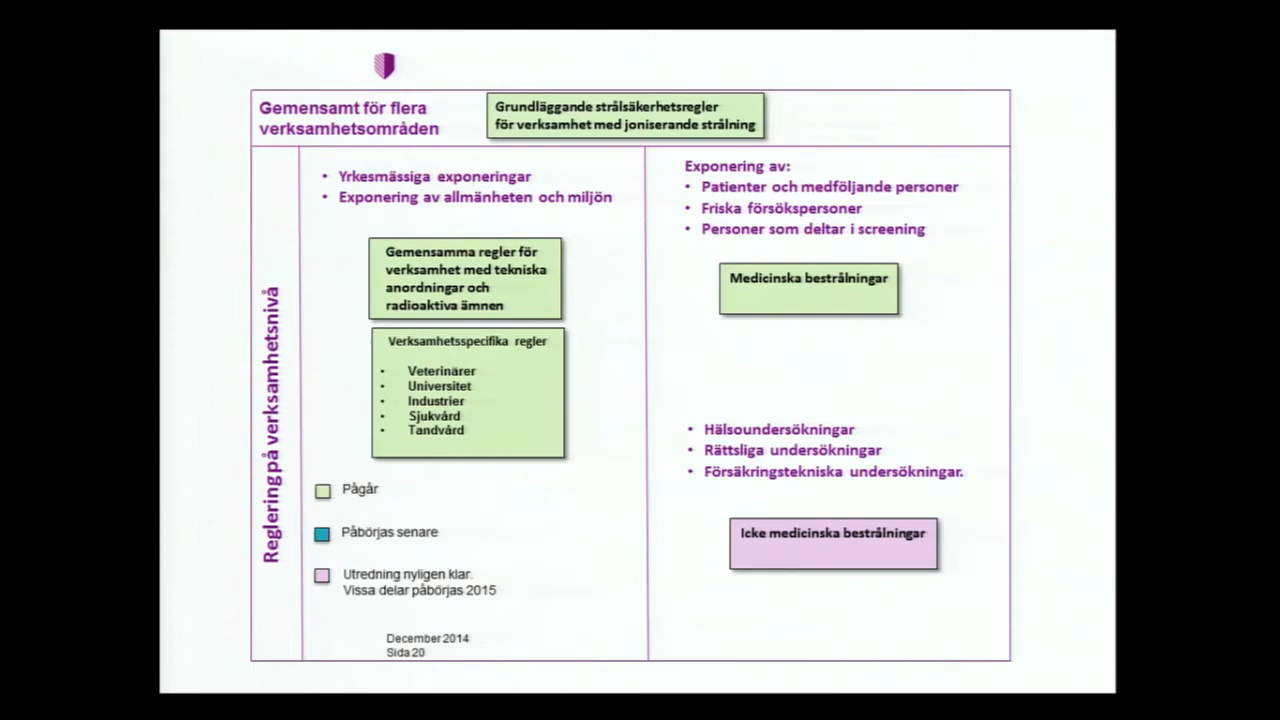 Gemensamt för flera
verksamhetsområden
Grundläggande strålsäkerhetsregler
för verksamhet med joniserande strålning
Reglering på verksamhetsnivå
• Yrkesmässiga exponeringar
• Exponering av allmänheten och miljön
Gemensamma regler för
verksamhet med tekniska
anordningar och
radioaktiva ämnen
Verksamhetsspecifika regler
• Veterinärer
• Universitet
• Industrier
• Sjukvård
• Tandvård
Pågår
Påbörjas senare
Utredning nyligen klar.
Vissa delar påbörjas 2015
December 2014
Sida 20
Exponering av:
• Patienter och medföljande personer
• Friska försökspersoner
• Personer som deltar i screening
Medicinska bestrålningar
• Hälsoundersökningar
• Rättsliga undersökningar
• Försäkringstekniska undersökningar.
Icke medicinska bestrålningar